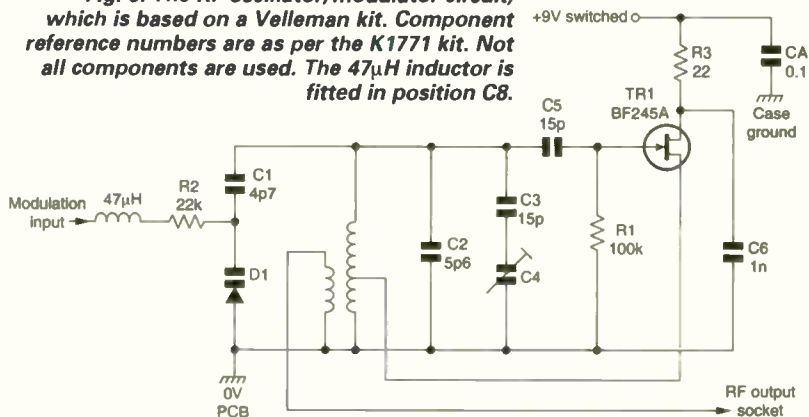 which is based on a Velleman kit. Component
reference numbers are as per the K1771 kit. Not
all components are used. The 47µH inductor is
fitted in position C8.
+9V switched
R3
22
CA
0.1
Case
ground
TR1
BF245A
C5
15p
C1
4p7
Modulation
input
47µH
R2
22k
C3
15p
C2
5p6
C4
R1
100k
C6
1n
D1
0V
PCB
RF output
socket